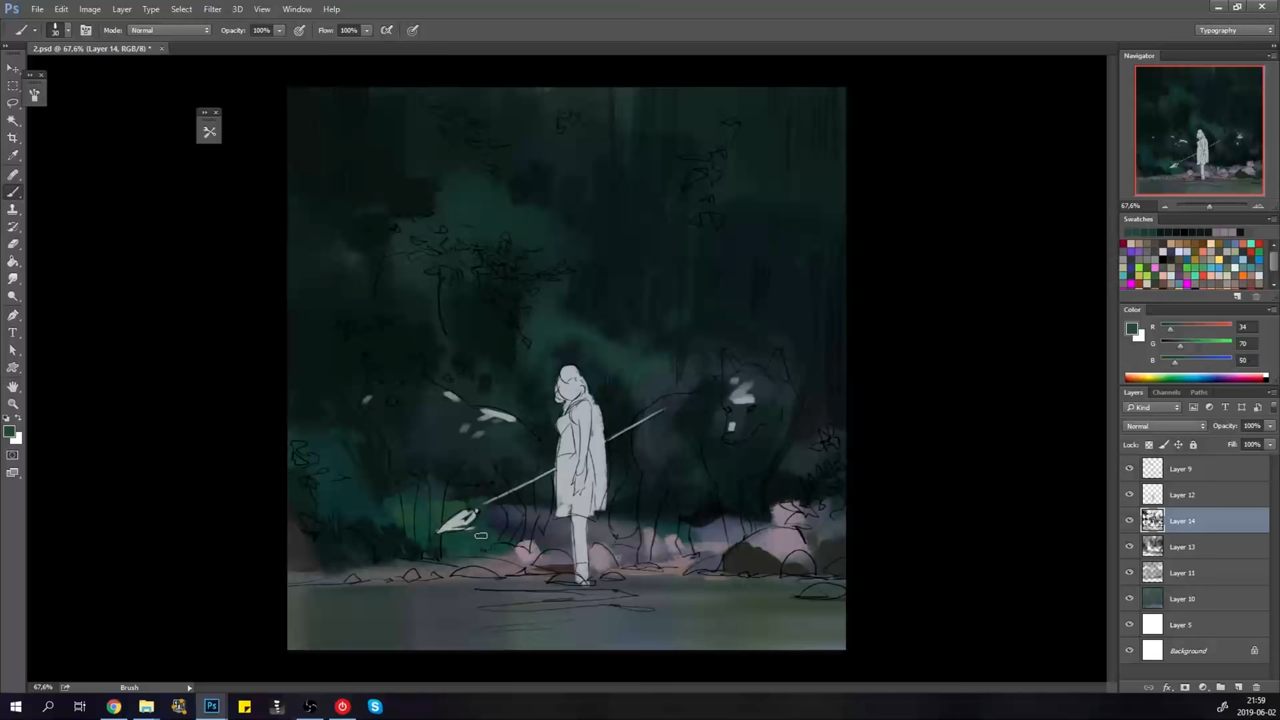 Ps File Edit Image Layer Type Select Filter 3D View Window Help
30 Mode: Normal Opacity: 100% Flow: 100% Typography
2.psd @ 67,6% (Layer 14, RGB/8) *
Navigator
67,6%
Swatches
Color
R 34
G 70
B 50
Layers Channels Paths
Kind
Normal Opacity: 100%
Lock: Fill: 100%
Layer 9
Layer 12
Layer 14
Layer 13
Layer 11
Layer 10
Layer 5
Background
67,6% Brush
Ps
21:59
2019-06-02